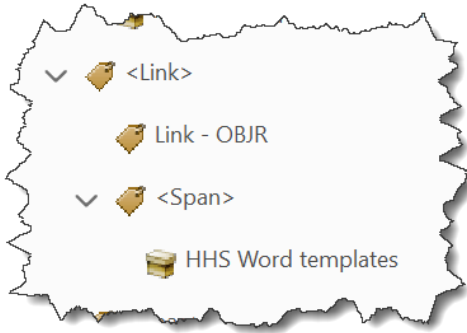 <Link>
Link - OBJR
<Span>
HHS Word templates